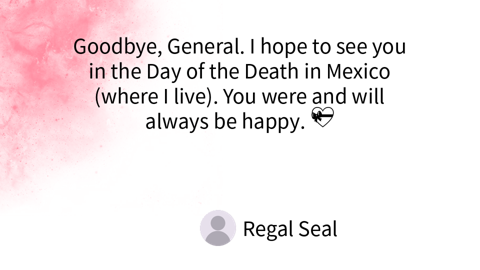 Goodbye, General. I hope to see you
in the Day of the Death in Mexico
(where I live). You were and will
always be happy. 💝
Regal Seal